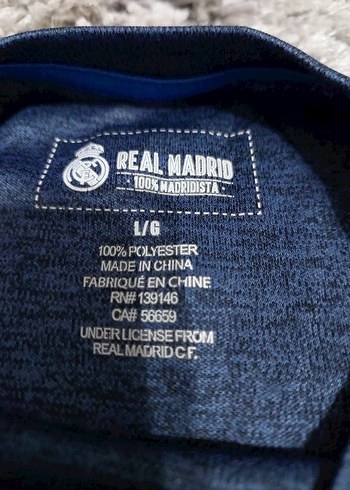 REAL MADRID
100% MADRIDISTA
L/G
100% POLYESTER
MADE IN CHINA
FABRIQUÉ EN CHINE
RN# 139146
CA# 56659
UNDER LICENSE FROM
REAL MADRID C.F.